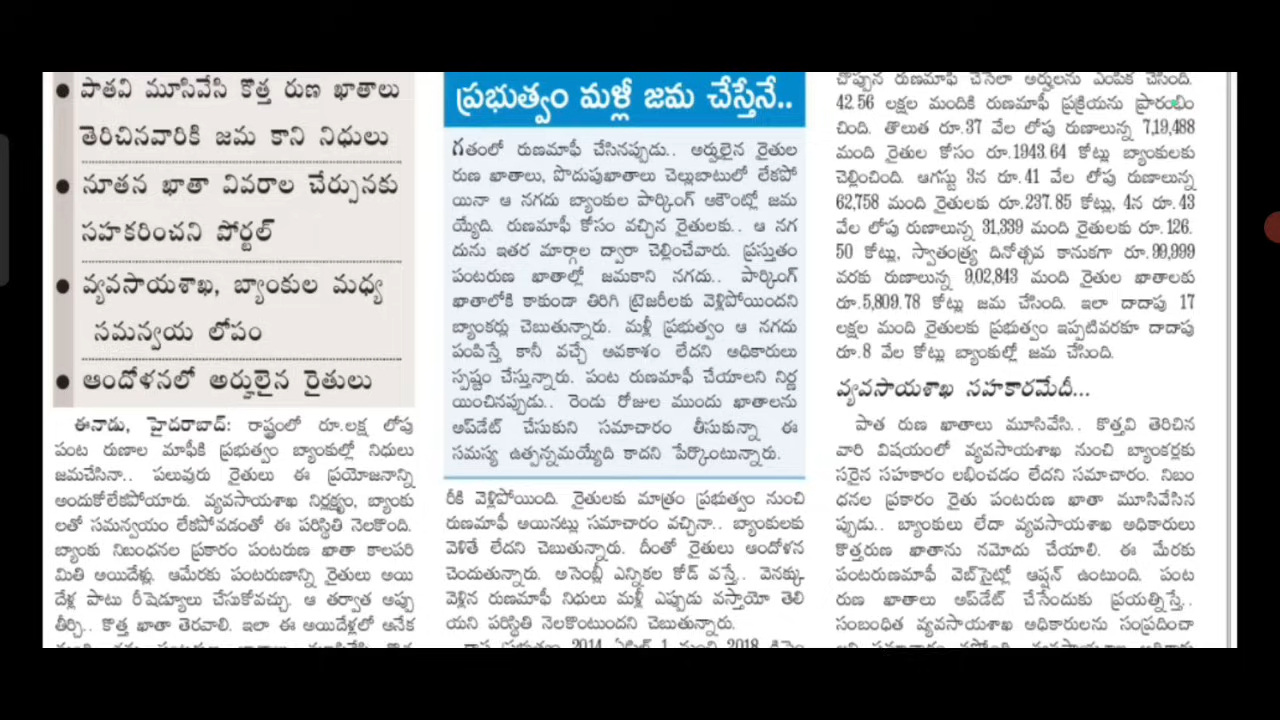 పాతవి మూసివేసి కొత్త రుణ ఖాతాలు
తెరిచినవారికి జమ కాని నిధులు
నూతన ఖాతా వివరాల చేర్పునకు
సహకరించని పోర్టల్
వ్యవసాయశాఖ, బ్యాంకుల మధ్య
సమన్వయ లోపం
ఆందోళనలో అర్హులైన రైతులు
ఈనాడు, హైదరాబాద్: రాష్ట్రంలో రూ.లక్ష లోపు
పంట రుణాల మాఫీకి ప్రభుత్వం బ్యాంకుల్లో నిధులు
జమచేసినా.. పలువురు రైతులు ఈ ప్రయోజనాన్ని
అందుకోలేకపోయారు. వ్యవసాయశాఖ నిర్లక్ష్యం, బ్యాంకు
లతో సమన్వయం లేకపోవడంతో ఈ పరిస్థితి నెలకొంది.
బ్యాంకు నిబంధనల ప్రకారం పంటరుణ ఖాతా కాలపరి
మితి అయిదేళ్లు. ఆమేరకు పంటరుణాన్ని రైతులు అయి
దేళ్ల పాటు రీషెడ్యూలు చేసుకోవచ్చు. ఆ తర్వాత అప్పు
తీర్చి.. కొత్త ఖాతా తెరవాలి. ఇలా ఈ అయిదేళ్లలో అనేక
ప్రభుత్వం మళ్లీ జమ చేస్తేనే..
గతంలో రుణమాఫీ చేసినప్పుడు.. అర్హులైన రైతుల
రుణ ఖాతాలు, పొదుపుఖాతాలు చెల్లుబాటులో లేకపో
యినా ఆ నగదు బ్యాంకుల పార్కింగ్ అకౌంట్లో జమ
య్యేది. రుణమాఫీ కోసం వచ్చిన రైతులకు.. ఆ నగ
దును ఇతర మార్గాల ద్వారా చెల్లించేవారు. ప్రస్తుతం
పంటరుణ ఖాతాల్లో జమకాని నగదు.. పార్కింగ్
ఖాతాలోకి కాకుండా తిరిగి ట్రెజరీలకు వెళ్లిపోయిందని
బ్యాంకర్లు చెబుతున్నారు. మళ్లీ ప్రభుత్వం ఆ నగదు
పంపిస్తే కానీ వచ్చే అవకాశం లేదని అధికారులు
స్పష్టం చేస్తున్నారు. పంట రుణమాఫీ చేయాలని నిర్ణ
యించినప్పుడు.. రెండు రోజుల ముందు ఖాతాలను
అప్‌డేట్ చేసుకుని సమాచారం తీసుకున్నా ఈ
సమస్య ఉత్పన్నమయ్యేది కాదని పేర్కొంటున్నారు.
రీకి వెళ్లిపోయింది. రైతులకు మాత్రం ప్రభుత్వం నుంచి
రుణమాఫీ అయినట్లు సమాచారం వచ్చినా.. బ్యాంకులకు
వెళితే లేదని చెబుతున్నారు. దీంతో రైతులు ఆందోళన
చెందుతున్నారు. అసెంబ్లీ ఎన్నికల కోడ్ వస్తే.. వెనక్కు
వెళ్లిన రుణమాఫీ నిధులు మళ్లీ ఎప్పుడు వస్తాయో తెలి
యని పరిస్థితి నెలకొంటుందని చెబుతున్నారు.
2014 ఏప్రిల్ 1 నుంచి 2018
చొప్పున రుణమాఫీ చేసేలా అర్హులను ఎంపిక చేసింది.
42.56 లక్షల మందికి రుణమాఫీ ప్రక్రియను ప్రారంభిం
చింది. తొలుత రూ.37 వేల లోపు రుణాలున్న 7,19,488
మంది రైతుల కోసం రూ.1943.64 కోట్లు బ్యాంకులకు
చెల్లించింది. ఆగస్టు 3న రూ.41 వేల లోపు రుణాలున్న
62,758 మంది రైతులకు రూ.237.85 కోట్లు, 4న రూ.43
వేల లోపు రుణాలున్న 31,339 మంది రైతులకు రూ.126.
50 కోట్లు, స్వాతంత్ర్య దినోత్సవ కానుకగా రూ.99,999
వరకు రుణాలున్న 9,02,843 మంది రైతుల ఖాతాలకు
రూ.5,809.78 కోట్లు జమ చేసింది. ఇలా దాదాపు 17
లక్షల మంది రైతులకు ప్రభుత్వం ఇప్పటివరకూ దాదాపు
రూ.8 వేల కోట్లు బ్యాంకుల్లో జమ చేసింది.
వ్యవసాయశాఖ సహకారమేదీ...
పాత రుణ ఖాతాలు మూసివేసి.. కొత్తవి తెరిచిన
వారి విషయంలో వ్యవసాయశాఖ నుంచి బ్యాంకర్లకు
సరైన సహకారం లభించడం లేదని సమాచారం. నిబం
ధనల ప్రకారం రైతు పంటరుణ ఖాతా మూసివేసిన
ప్పుడు.. బ్యాంకులు లేదా వ్యవసాయశాఖ అధికారులు
కొత్తరుణ ఖాతాను నమోదు చేయాలి. ఈ మేరకు
పంటరుణమాఫీ వెబ్‌సైట్లో ఆప్షన్ ఉంటుంది. పంట
రుణ ఖాతాలు అప్‌డేట్ చేసేందుకు ప్రయత్నిస్తే..
సంబంధిత వ్యవసాయశాఖ అధికారులను సంప్రదించా